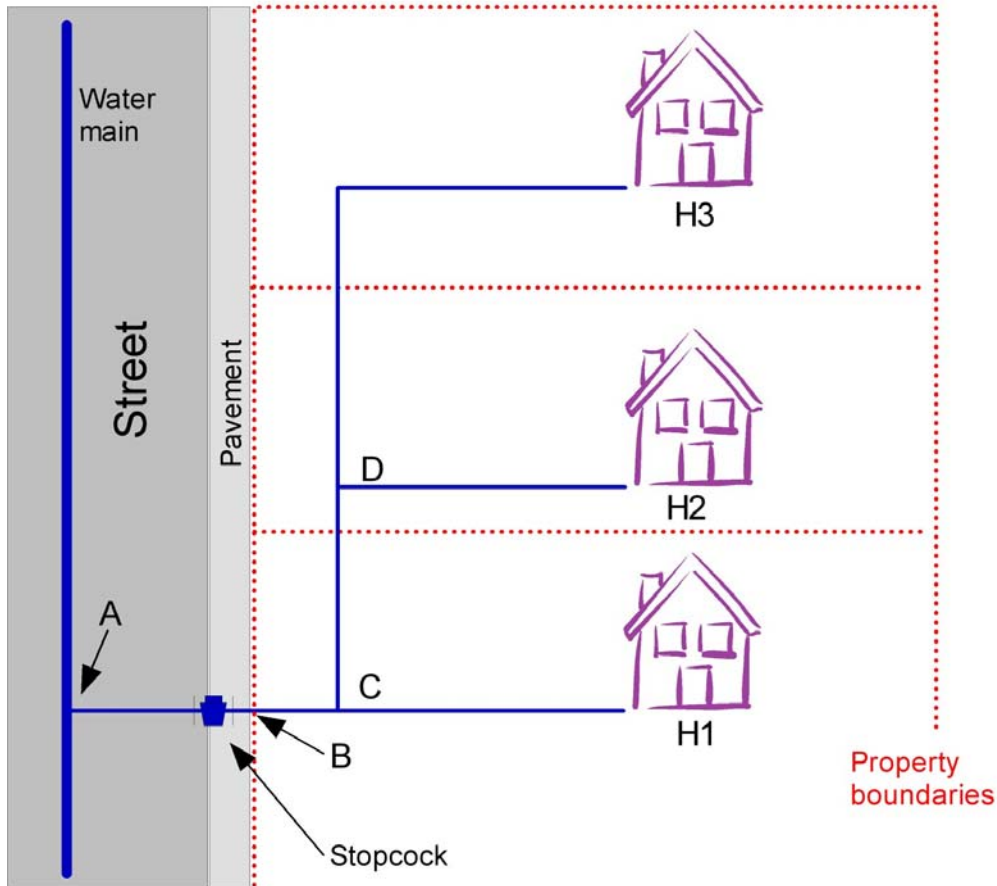 Water
main
Street
Pavement
H3
D
H2
A
C
H1
B
Stopcock
Property
boundaries